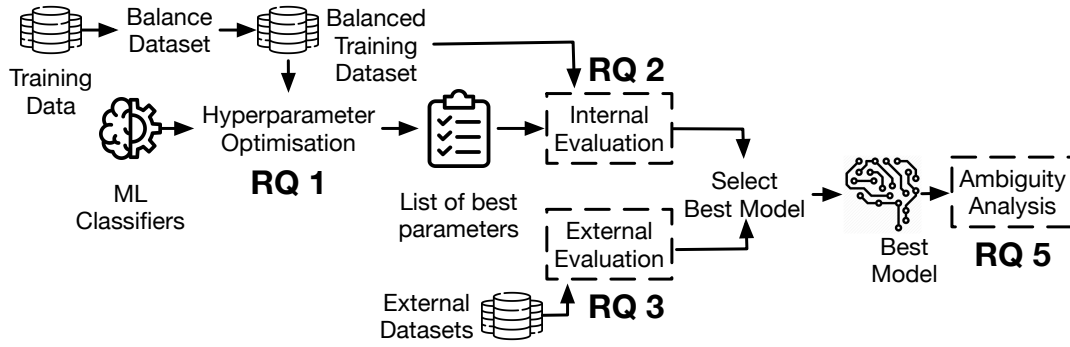 Training
Data
Balance
Dataset
Balanced
Training
Dataset
ML
Classifiers
Hyperparameter
Optimisation
RQ 1
List of best
parameters
RQ 2
Internal
Evaluation
External
Evaluation
RQ 3
External
Datasets
Select
Best Model
Best
Model
Ambiguity
Analysis
RQ 5